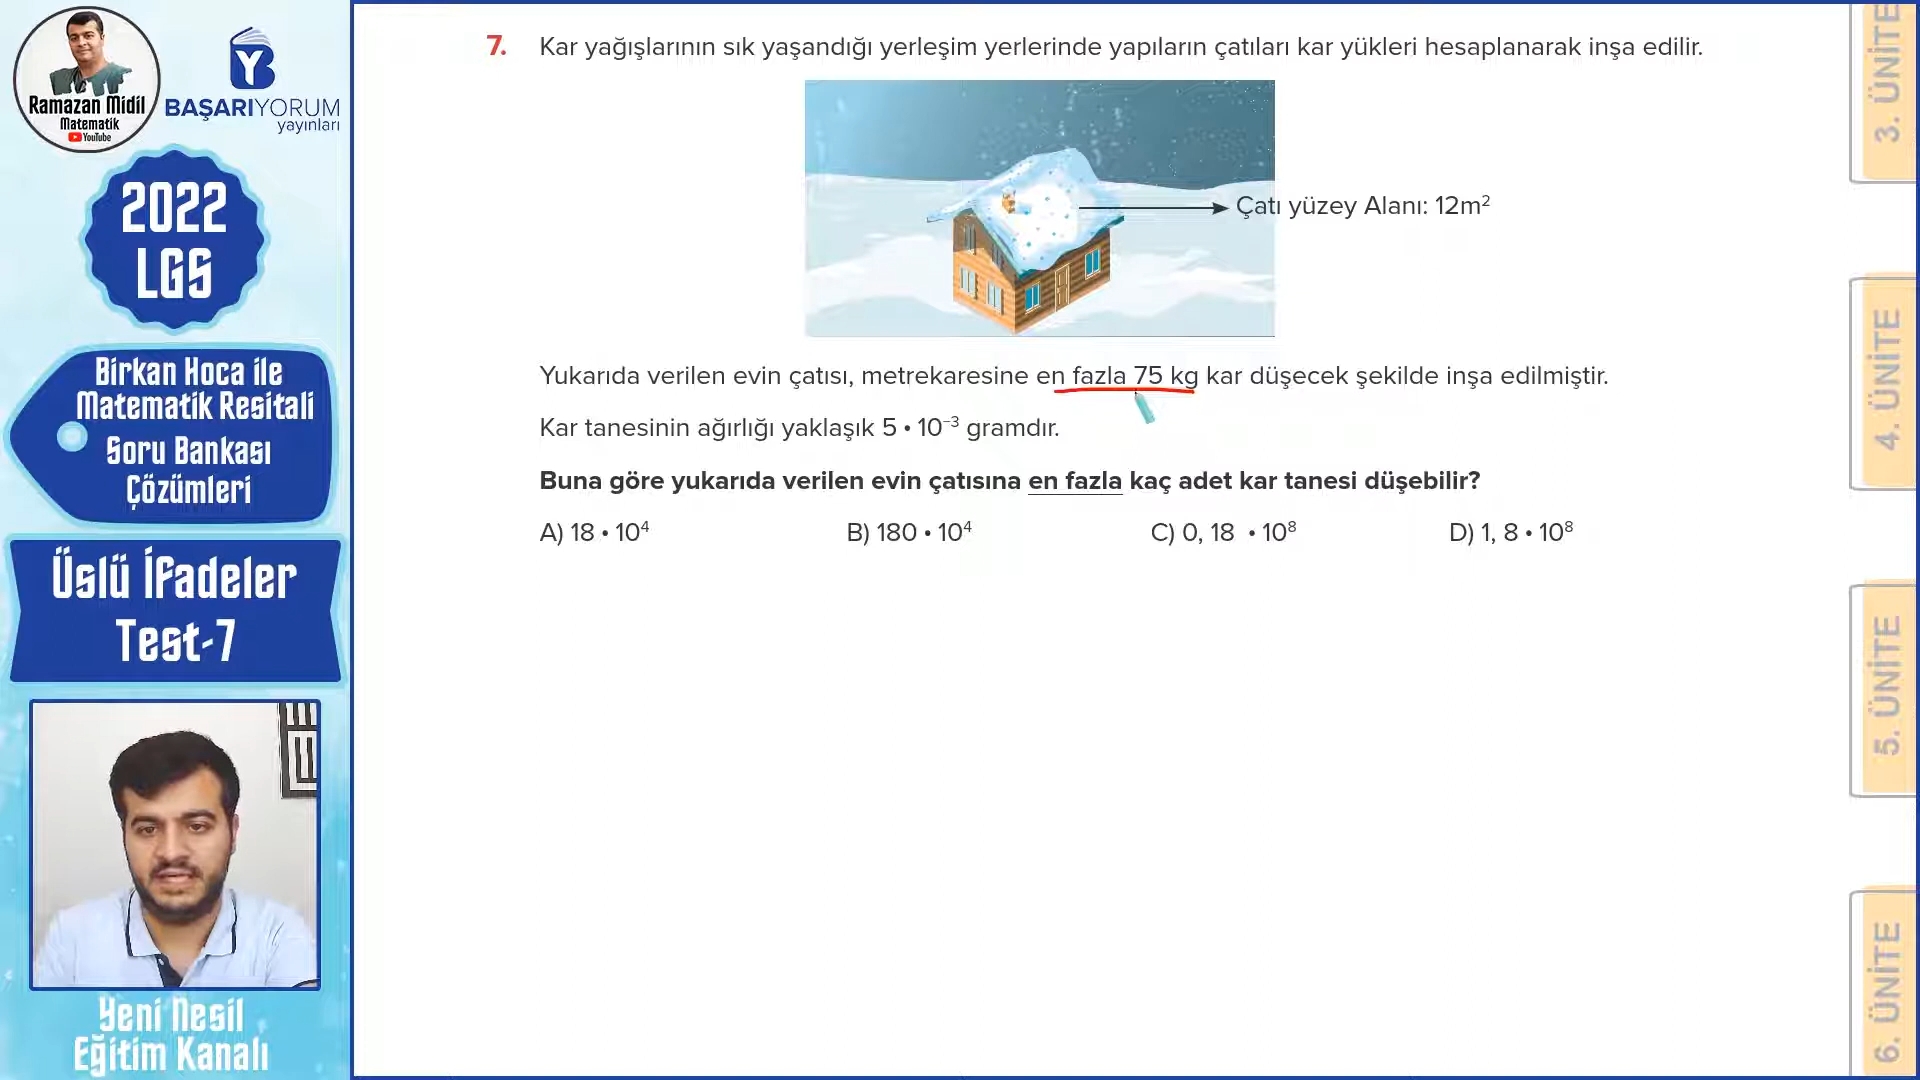 Ramazan Midil
Matematik
YouTube
BAŞARIYORUM
yayınları
2022
LGS
Birkan Hoca ile
Matematik Resitali
Soru Bankası
Çözümleri
Üslü İfadeler
Test-7
Yeni Nesil
Eğitim Kanalı
7. Kar yağışlarının sık yaşandığı yerleşim yerlerinde yapıların çatıları kar yükleri hesaplanarak inşa edilir.
Çatı yüzey Alanı: 12m²
Yukarıda verilen evin çatısı, metrekaresine en fazla 75 kg kar düşecek şekilde inşa edilmiştir.
Kar tanesinin ağırlığı yaklaşık 5 • 10⁻³ gramdır.
Buna göre yukarıda verilen evin çatısına en fazla kaç adet kar tanesi düşebilir?
A) 18 • 10⁴ B) 180 • 10⁴ C) 0, 18 • 10⁸ D) 1, 8 • 10⁸
3. ÜNİTE
4. ÜNİTE
5. ÜNİTE
6. ÜNİTE